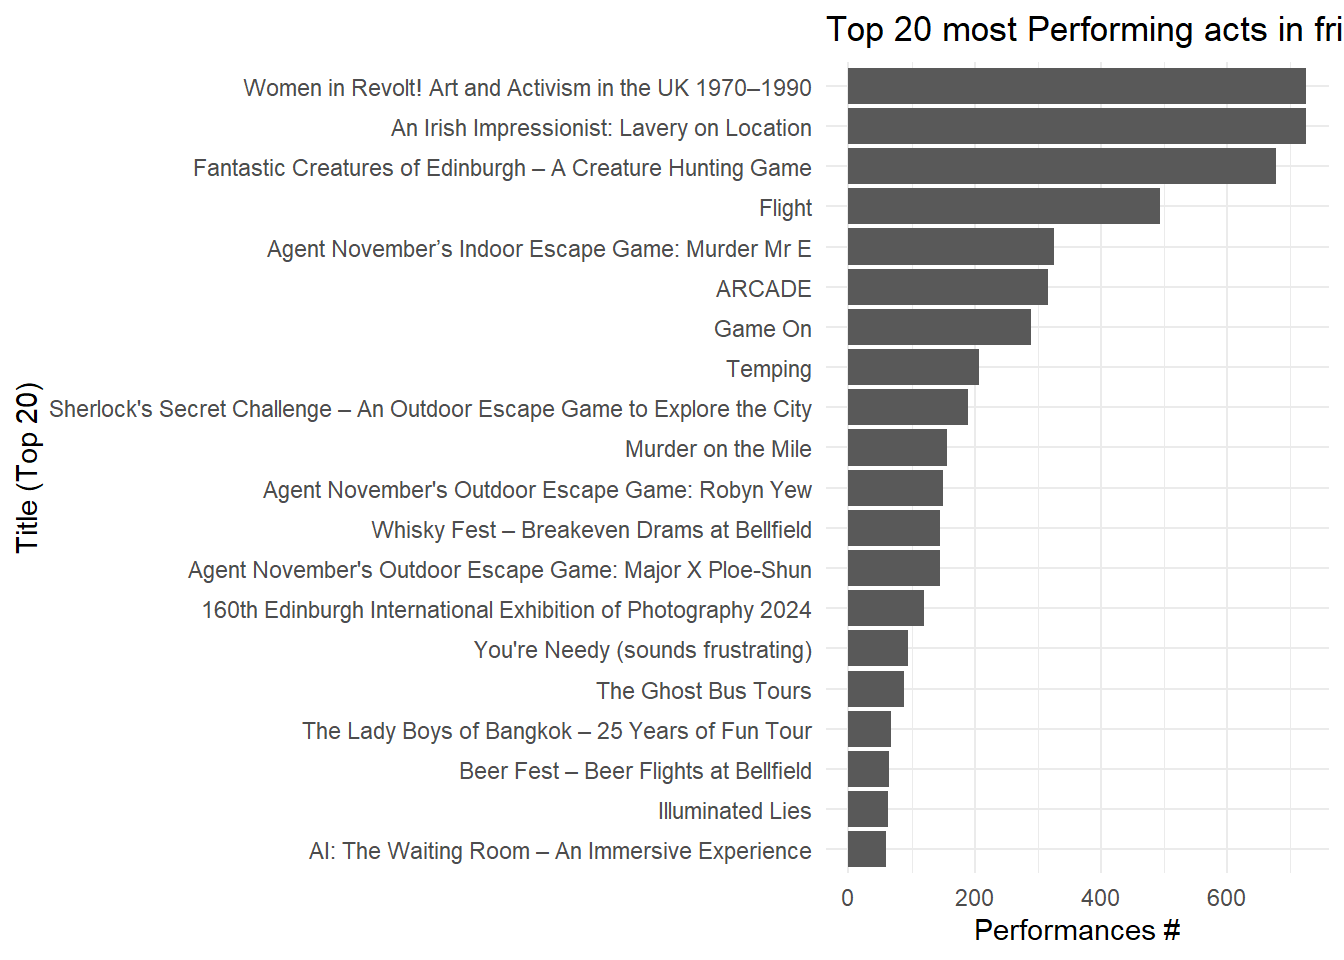 Top 20 most Performing acts in fri
Women in Revolt! Art and Activism in the UK 1970–1990
An Irish Impressionist: Lavery on Location
Fantastic Creatures of Edinburgh – A Creature Hunting Game
Flight
Agent November’s Indoor Escape Game: Murder Mr E
ARCADE
Game On
Temping
Sherlock's Secret Challenge – An Outdoor Escape Game to Explore the City
Murder on the Mile
Agent November's Outdoor Escape Game: Robyn Yew
Whisky Fest – Breakeven Drams at Bellfield
Agent November's Outdoor Escape Game: Major X Ploe-Shun
160th Edinburgh International Exhibition of Photography 2024
You're Needy (sounds frustrating)
The Ghost Bus Tours
The Lady Boys of Bangkok – 25 Years of Fun Tour
Beer Fest – Beer Flights at Bellfield
Illuminated Lies
AI: The Waiting Room – An Immersive Experience
Title (Top 20)
0 200 400 600
Performances #